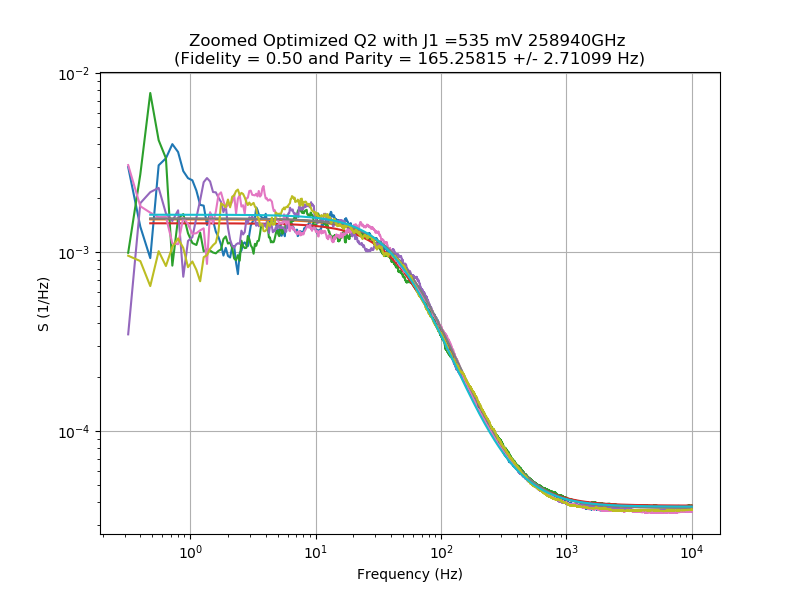 Zoomed Optimized Q2 with J1 =535 mV 258940GHz
(Fidelity = 0.50 and Parity = 165.25815 +/- 2.71099 Hz)
10⁻²
10⁻³
10⁻⁴
S (1/Hz)
10⁰ 10¹ 10² 10³ 10⁴
Frequency (Hz)